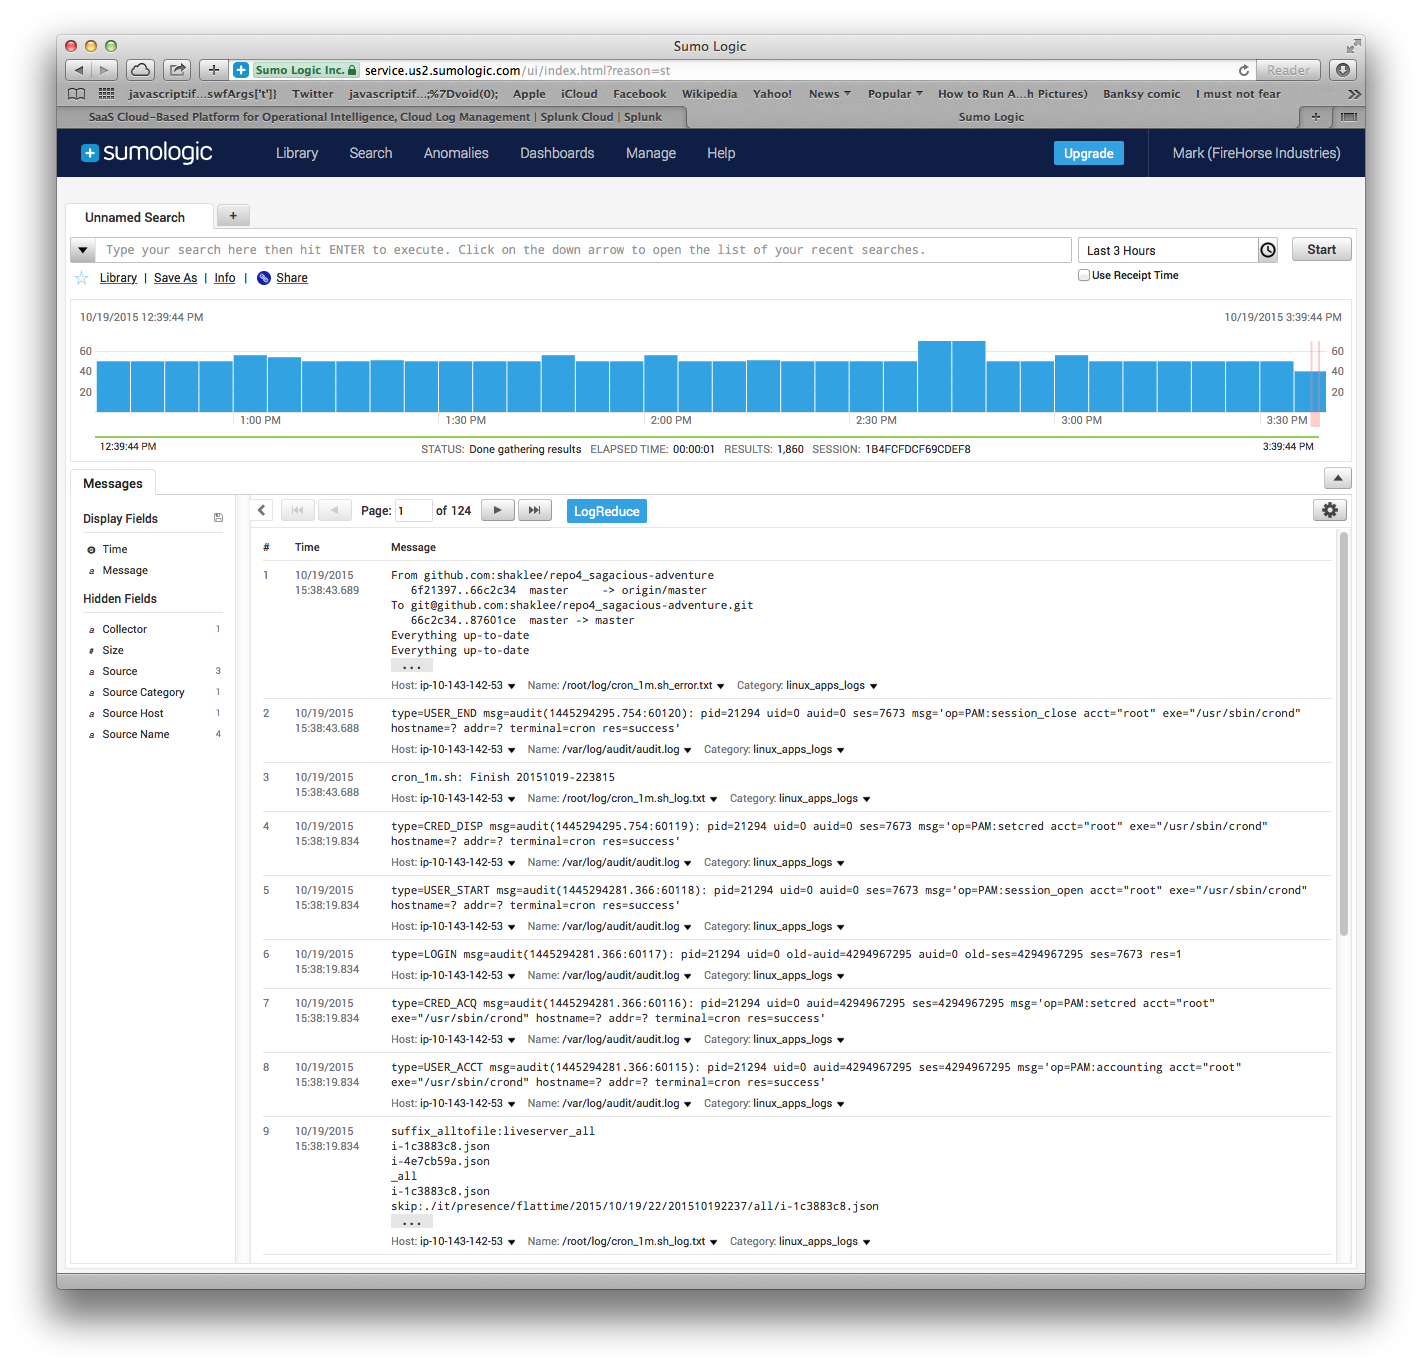 Sumo Logic
Sumo Logic Inc. service.us2.sumologic.com/ui/index.html?reason=st Reader
javascript:if...swfArgs['t']} Twitter javascript:if...;%7Dvoid(0); Apple iCloud Facebook Wikipedia Yahoo! News Popular How to Run A...h Pictures) Banksy comic I must not fear
SaaS Cloud-Based Platform for Operational Intelligence, Cloud Log Management | Splunk Cloud | Splunk Sumo Logic +
sumologic Library Search Anomalies Dashboards Manage Help Upgrade Mark (FireHorse Industries)
Unnamed Search +
Type your search here then hit ENTER to execute. Click on the down arrow to open the list of your recent searches. Last 3 Hours Start
Library | Save As | Info | Share Use Receipt Time
10/19/2015 12:39:44 PM 10/19/2015 3:39:44 PM
60 60
40 40
20 20
1:00 PM 1:30 PM 2:00 PM 2:30 PM 3:00 PM 3:30 PM
12:39:44 PM STATUS: Done gathering results ELAPSED TIME: 00:00:01 RESULTS: 1,860 SESSION: 1B4FCFDCF69CDEF8 3:39:44 PM
Messages
Display Fields
Time
a Message
Hidden Fields
a Collector 1
# Size
a Source 3
a Source Category 1
a Source Host 1
a Source Name 4
Page: 1 of 124 LogReduce
# Time Message
1 10/19/2015 From github.com:shaklee/repo4_sagacious-adventure
15:38:43.689 6f21397..66c2c34 master -> origin/master
To git@github.com:shaklee/repo4_sagacious-adventure.git
66c2c34..87601ce master -> master
Everything up-to-date
Everything up-to-date
...
Host: ip-10-143-142-53 Name: /root/log/cron_1m.sh_error.txt Category: linux_apps_logs
2 10/19/2015 type=USER_END msg=audit(1445294295.754:60120): pid=21294 uid=0 auid=0 ses=7673 msg='op=PAM:session_close acct="root" exe="/usr/sbin/crond"
15:38:43.688 hostname=? addr=? terminal=cron res=success'
Host: ip-10-143-142-53 Name: /var/log/audit/audit.log Category: linux_apps_logs
3 10/19/2015 cron_1m.sh: Finish 20151019-223815
15:38:43.688
Host: ip-10-143-142-53 Name: /root/log/cron_1m.sh_log.txt Category: linux_apps_logs
4 10/19/2015 type=CRED_DISP msg=audit(1445294295.754:60119): pid=21294 uid=0 auid=0 ses=7673 msg='op=PAM:setcred acct="root" exe="/usr/sbin/crond"
15:38:29.834 hostname=? addr=? terminal=cron res=success'
Host: ip-10-143-142-53 Name: /var/log/audit/audit.log Category: linux_apps_logs
5 10/19/2015 type=USER_START msg=audit(1445294281.366:60118): pid=21294 uid=0 auid=0 ses=7673 msg='op=PAM:session_open acct="root" exe="/usr/sbin/crond"
15:38:19.834 hostname=? addr=? terminal=cron res=success'
Host: ip-10-143-142-53 Name: /var/log/audit/audit.log Category: linux_apps_logs
6 10/19/2015 type=LOGIN msg=audit(1445294281.366:60117): pid=21294 uid=0 old-auid=4294967295 auid=0 old-ses=4294967295 ses=7673 res=1
15:38:19.834
Host: ip-10-143-142-53 Name: /var/log/audit/audit.log Category: linux_apps_logs
7 10/19/2015 type=CRED_ACQ msg=audit(1445294281.366:60116): pid=21294 uid=0 auid=4294967295 ses=4294967295 msg='op=PAM:setcred acct="root"
15:38:19.834 exe="/usr/sbin/crond" hostname=? addr=? terminal=cron res=success'
Host: ip-10-143-142-53 Name: /var/log/audit/audit.log Category: linux_apps_logs
8 10/19/2015 type=USER_ACCT msg=audit(1445294281.366:60115): pid=21294 uid=0 auid=4294967295 ses=4294967295 msg='op=PAM:accounting acct="root"
15:38:19.834 exe="/usr/sbin/crond" hostname=? addr=? terminal=cron res=success'
Host: ip-10-143-142-53 Name: /var/log/audit/audit.log Category: linux_apps_logs
9 10/19/2015 suffix_alltofile:liveserver_all
15:38:19.834 i-1c3883c8.json
i-4e7cb59a.json
_all
i-1c3883c8.json
skip:./it/presence/flattime/2015/10/19/22/201510192237/all/i-1c3883c8.json
...
Host: ip-10-143-142-53 Name: /root/log/cron_1m.sh_log.txt Category: linux_apps_logs